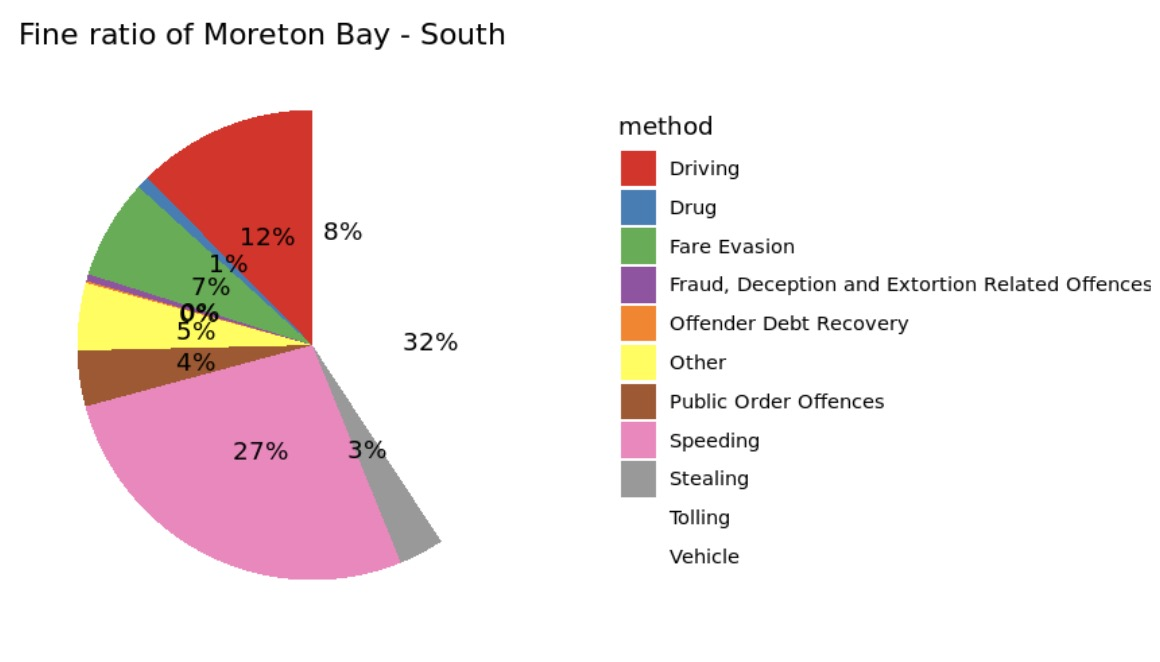 Fine ratio of Moreton Bay - South
12%
8%
1%
7%
0%
5%
4%
32%
27%
3%
method
Driving
Drug
Fare Evasion
Fraud, Deception and Extortion Related Offences
Offender Debt Recovery
Other
Public Order Offences
Speeding
Stealing
Tolling
Vehicle